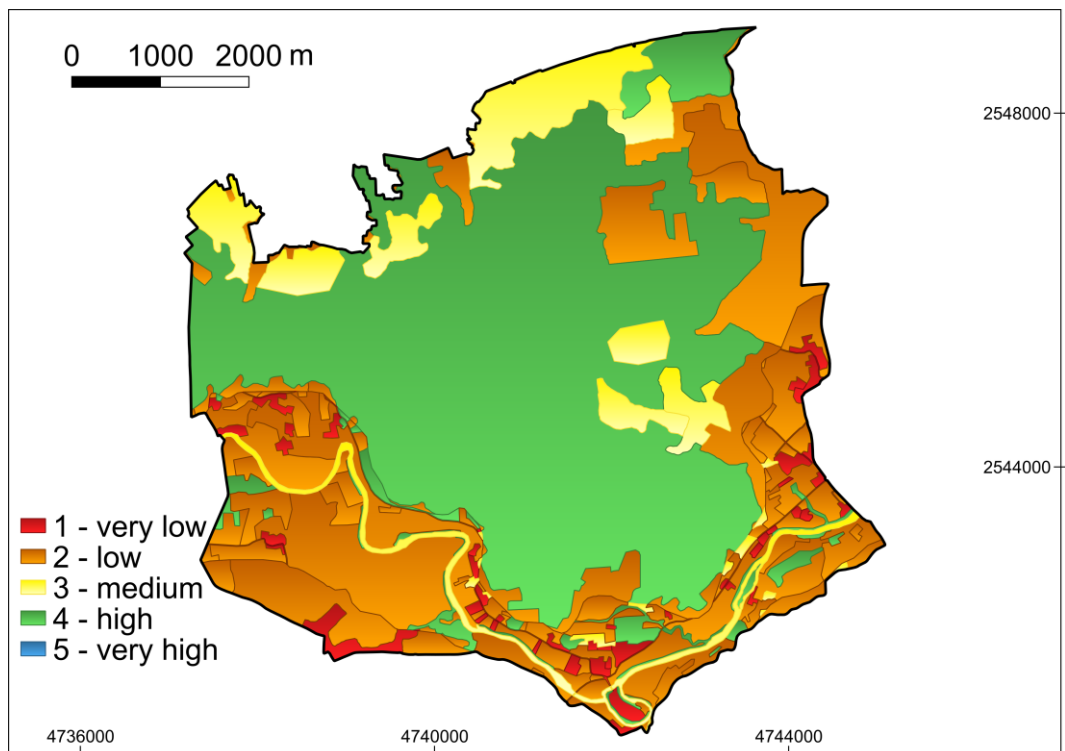 0 1000 2000 m
2548000
2544000
1 - very low
2 - low
3 - medium
4 - high
5 - very high
4736000 4740000 4744000